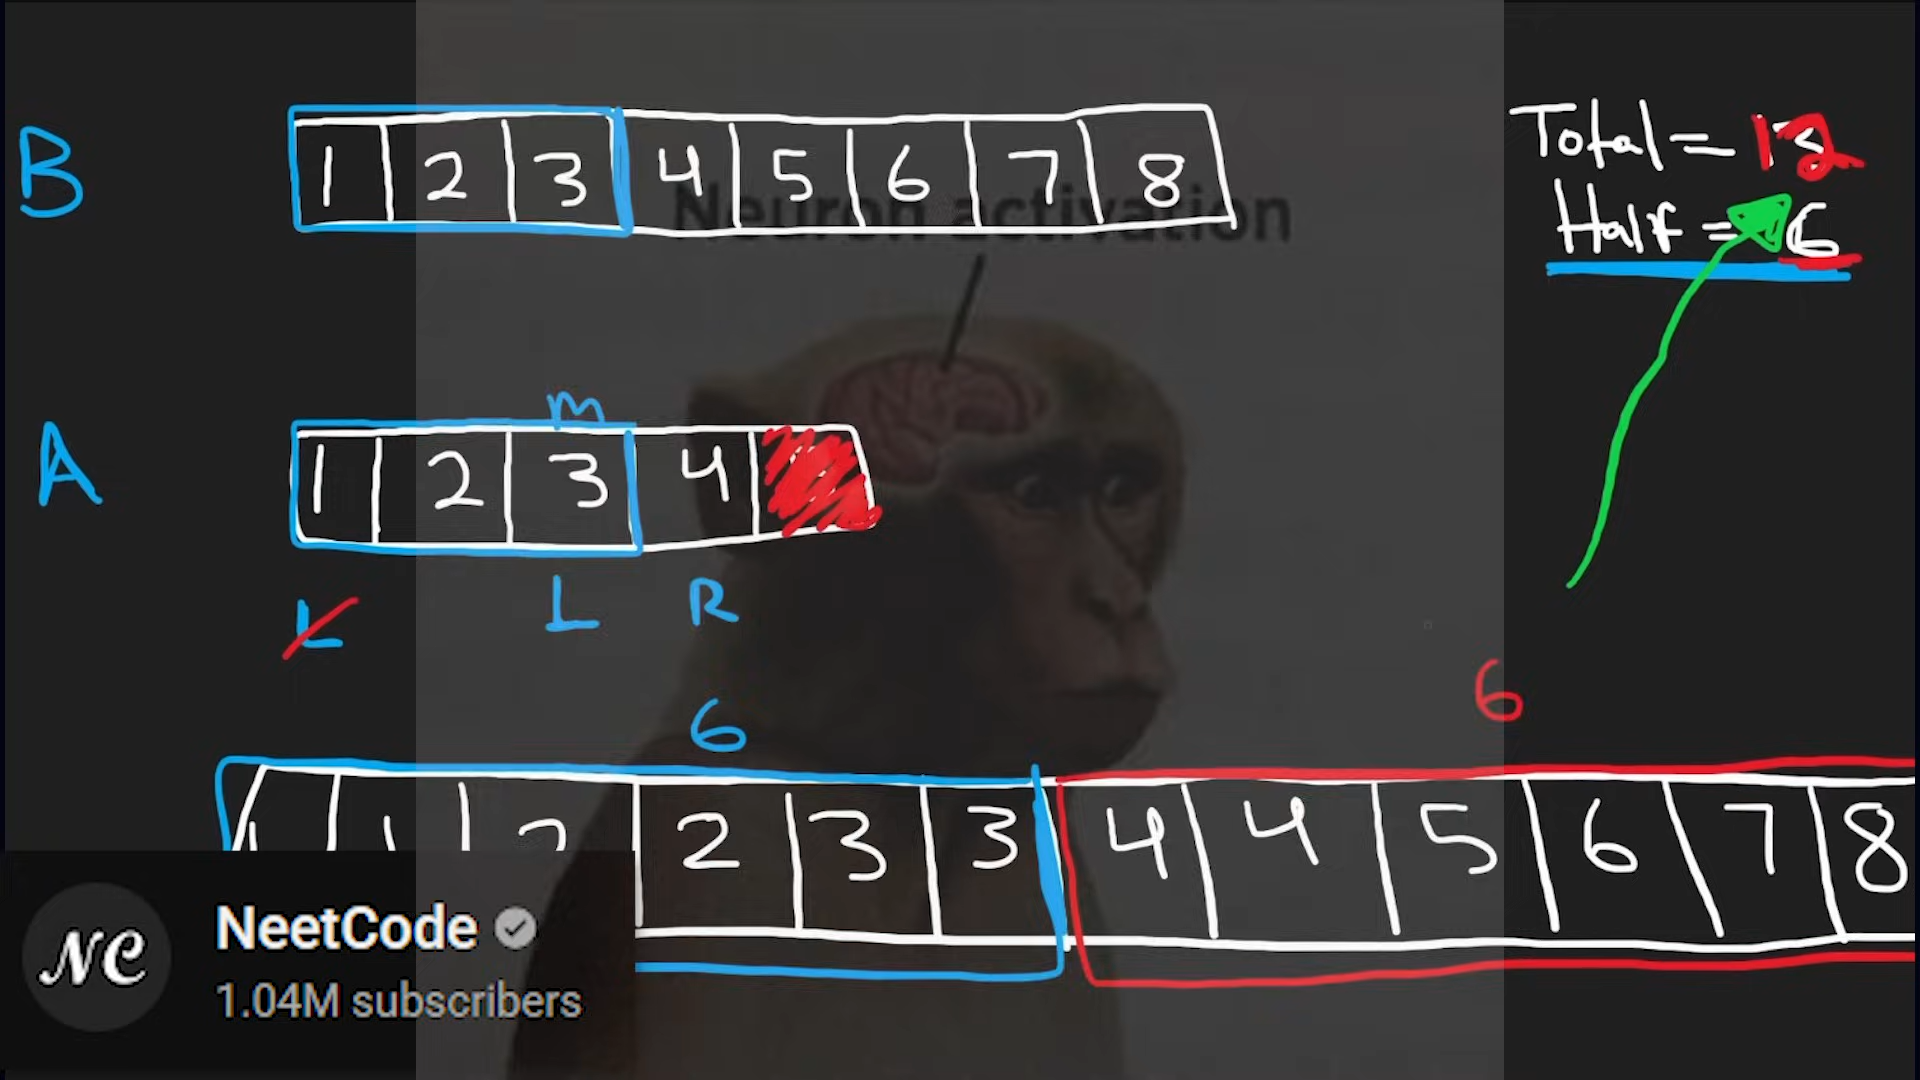 B
1 2 3 4 5 6 7 8
Total = 12
Half = 6
Neuron activation
m
A
1 2 3 4
L L R
6 6
2 3 3 4 4 5 6 7 8
NC
NeetCode
1.04M subscribers